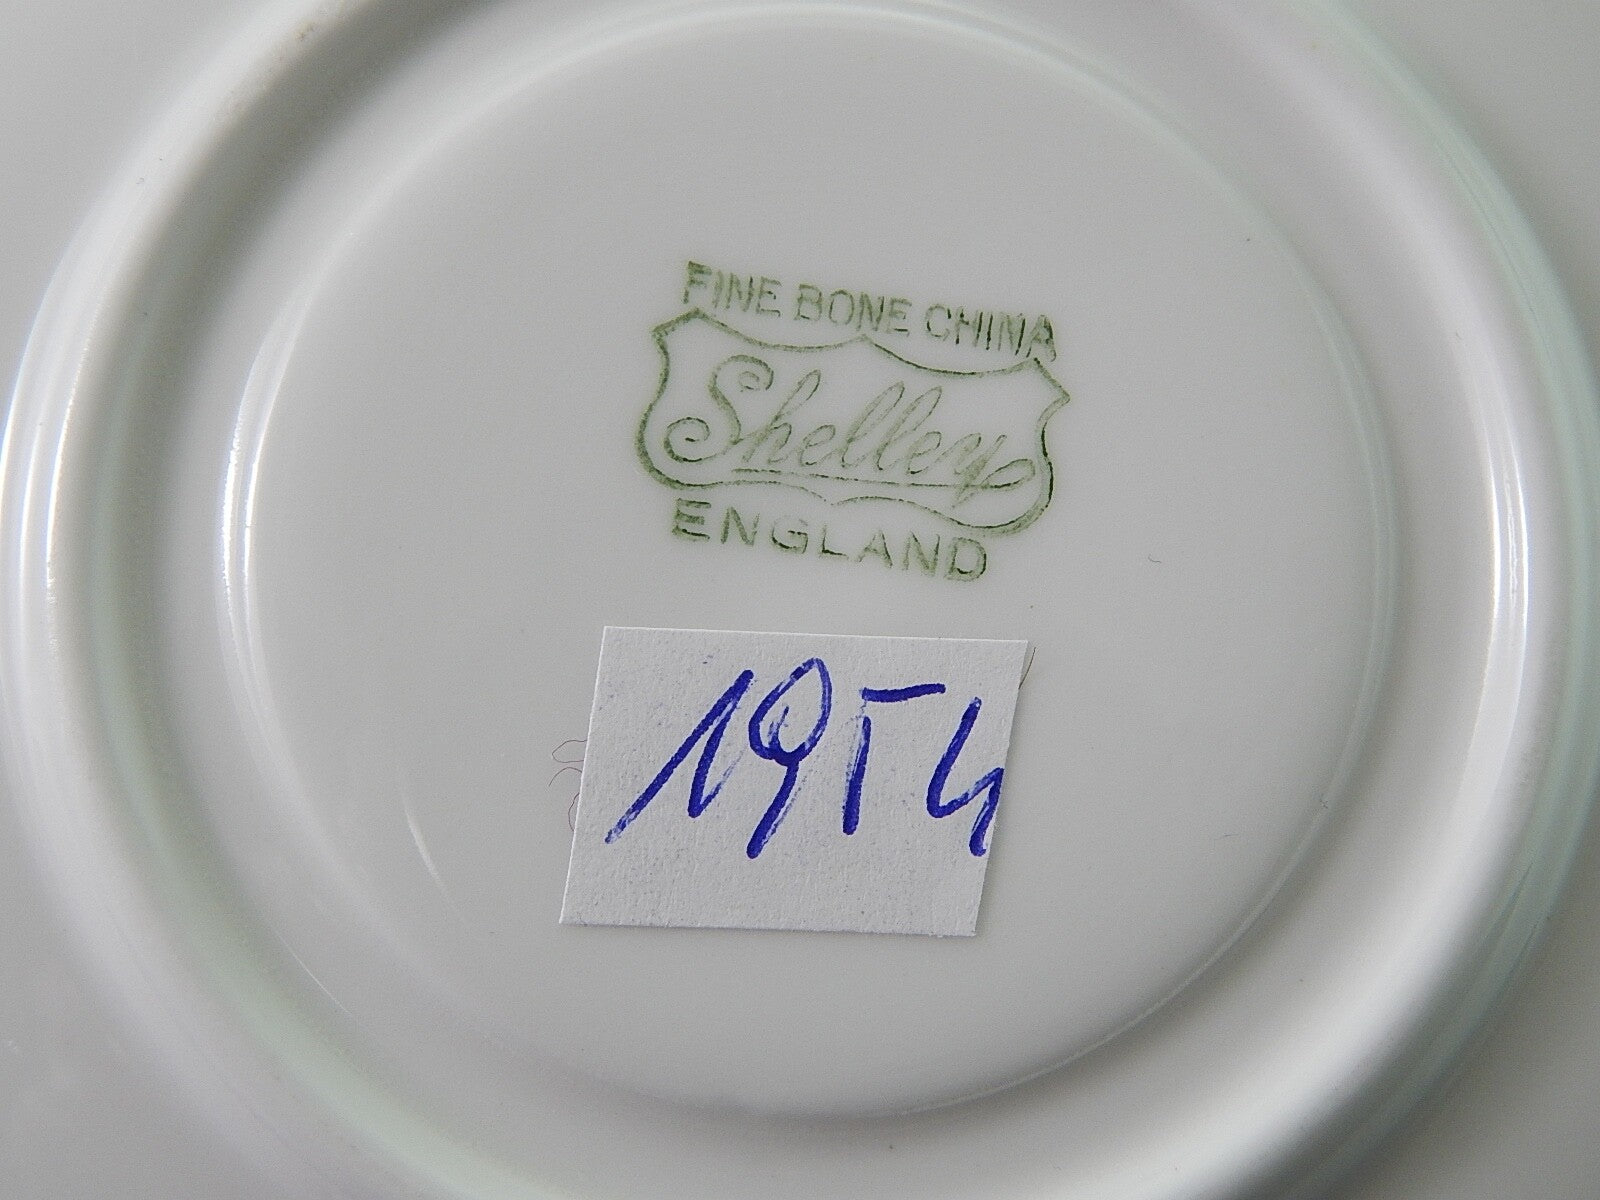 FINE BONE CHINA
Shelley
ENGLAND
1954